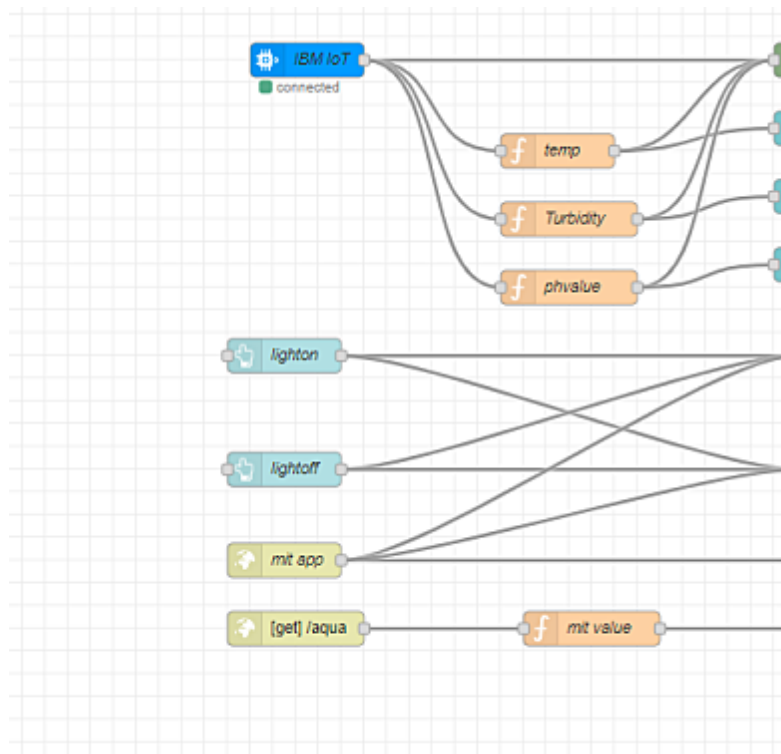 IBM IoT
connected
temp
Turbidity
phvalue
lighton
lightoff
mit app
[get] /aqua
mit value